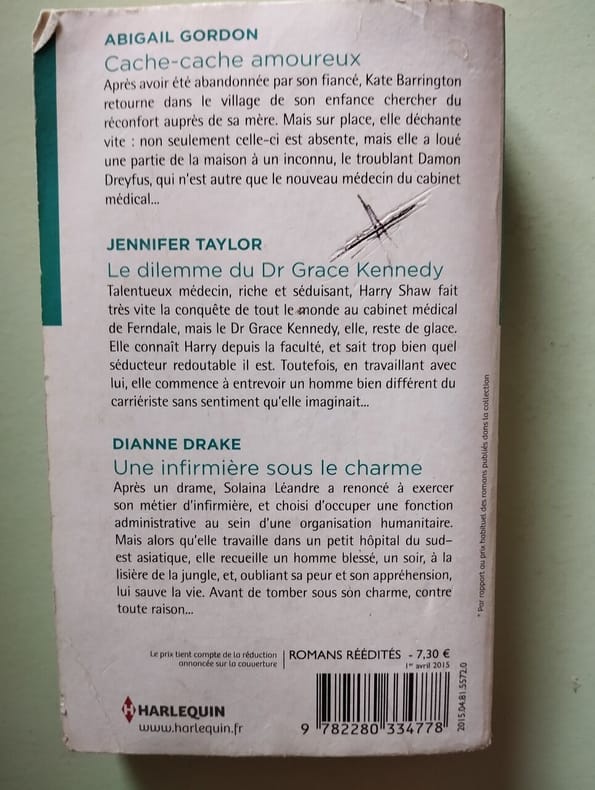 ABIGAIL GORDON
Cache-cache amoureux
Après avoir été abandonnée par son fiancé, Kate Barrington
retourne dans le village de son enfance chercher du
réconfort auprès de sa mère. Mais sur place, elle déchante
vite : non seulement celle-ci est absente, mais elle a loué
une partie de la maison à un inconnu, le troublant Damon
Dreyfus, qui n'est autre que le nouveau médecin du cabinet
médical...
JENNIFER TAYLOR
Le dilemme du Dr Grace Kennedy
Talentueux médecin, riche et séduisant, Harry Shaw fait
très vite la conquête de tout le monde au cabinet médical
de Ferndale, mais le Dr Grace Kennedy, elle, reste de glace.
Elle connaît Harry depuis la faculté, et sait trop bien quel
séducteur redoutable il est. Toutefois, en travaillant avec
lui, elle commence à entrevoir un homme bien différent du
carriériste sans sentiment qu'elle imaginait...
DIANNE DRAKE
Une infirmière sous le charme
Après un drame, Solaina Léandre a renoncé à exercer
son métier d'infirmière, et choisi d'occuper une fonction
administrative au sein d'une organisation humanitaire.
Mais alors qu'elle travaille dans un petit hôpital du sud-
est asiatique, elle recueille un homme blessé, un soir, à la
lisière de la jungle, et, oubliant sa peur et son appréhension,
lui sauve la vie. Avant de tomber sous son charme, contre
toute raison...
* Par rapport au prix habituel des romans publiés dans la collection
Le prix tient compte de la réduction
annoncée sur la couverture
ROMANS RÉÉDITÉS - 7,30 €
1er avril 2015
HARLEQUIN
www.harlequin.fr
9 782280 334778
2015.04.81.5572.0